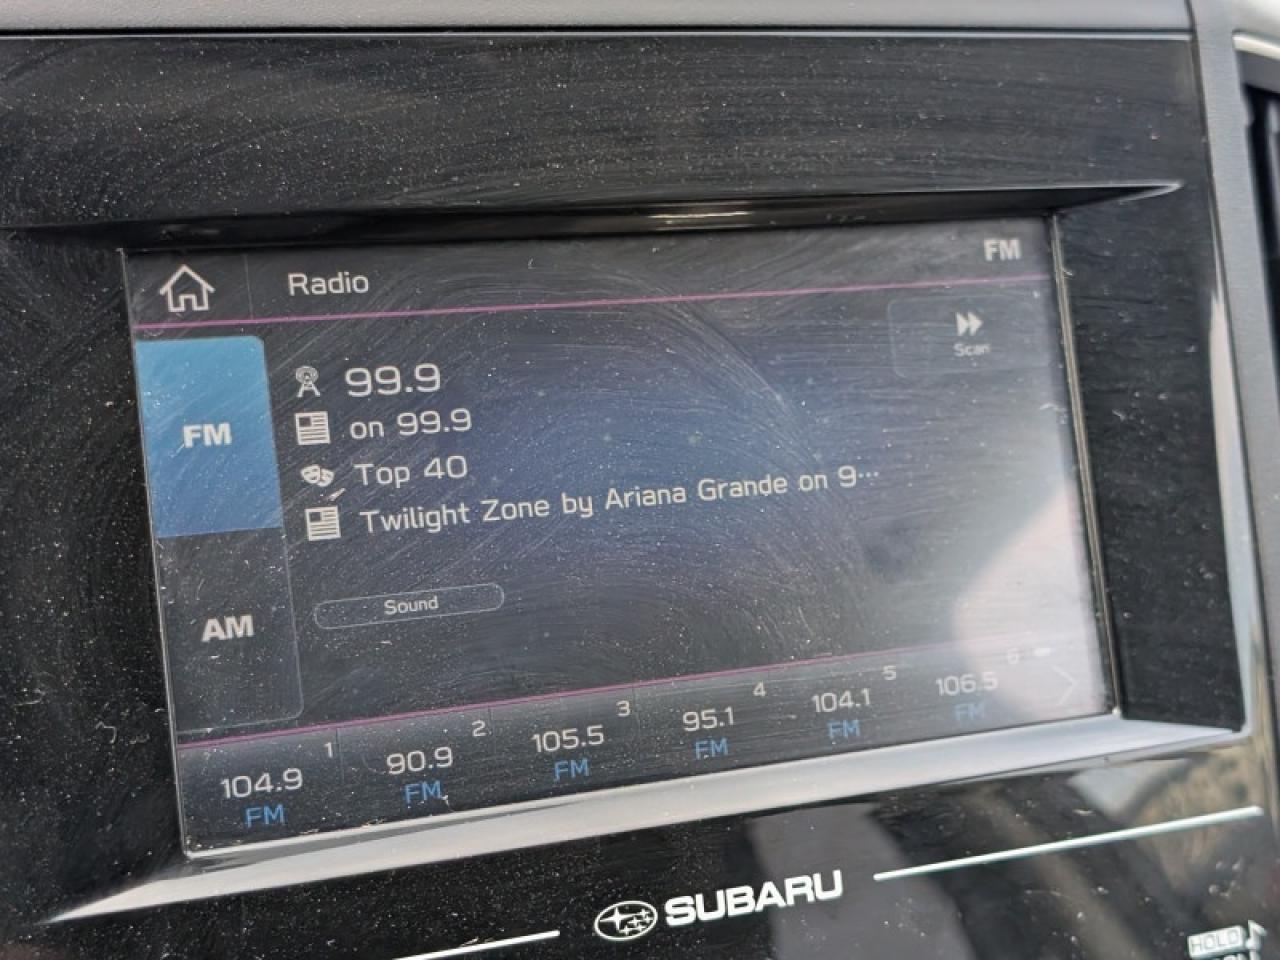 Radio
FM
Scan
FM
99.9
on 99.9
Top 40
Twilight Zone by Ariana Grande on 9...
Sound
AM
1
104.9
FM
2
90.9
FM
3
105.5
FM
4
95.1
FM
5
104.1
FM
6
106.5
FM
SUBARU
HOLD